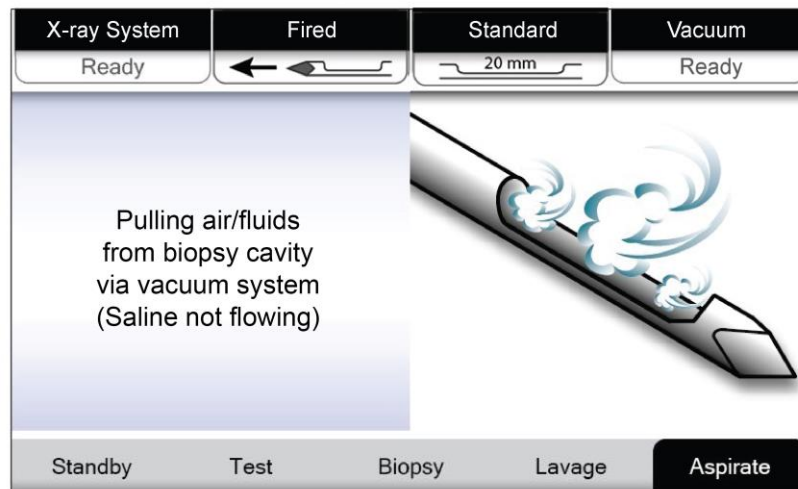 X-ray System Fired Standard Vacuum
Ready 20 mm Ready
Pulling air/fluids
from biopsy cavity
via vacuum system
(Saline not flowing)
Standby Test Biopsy Lavage Aspirate